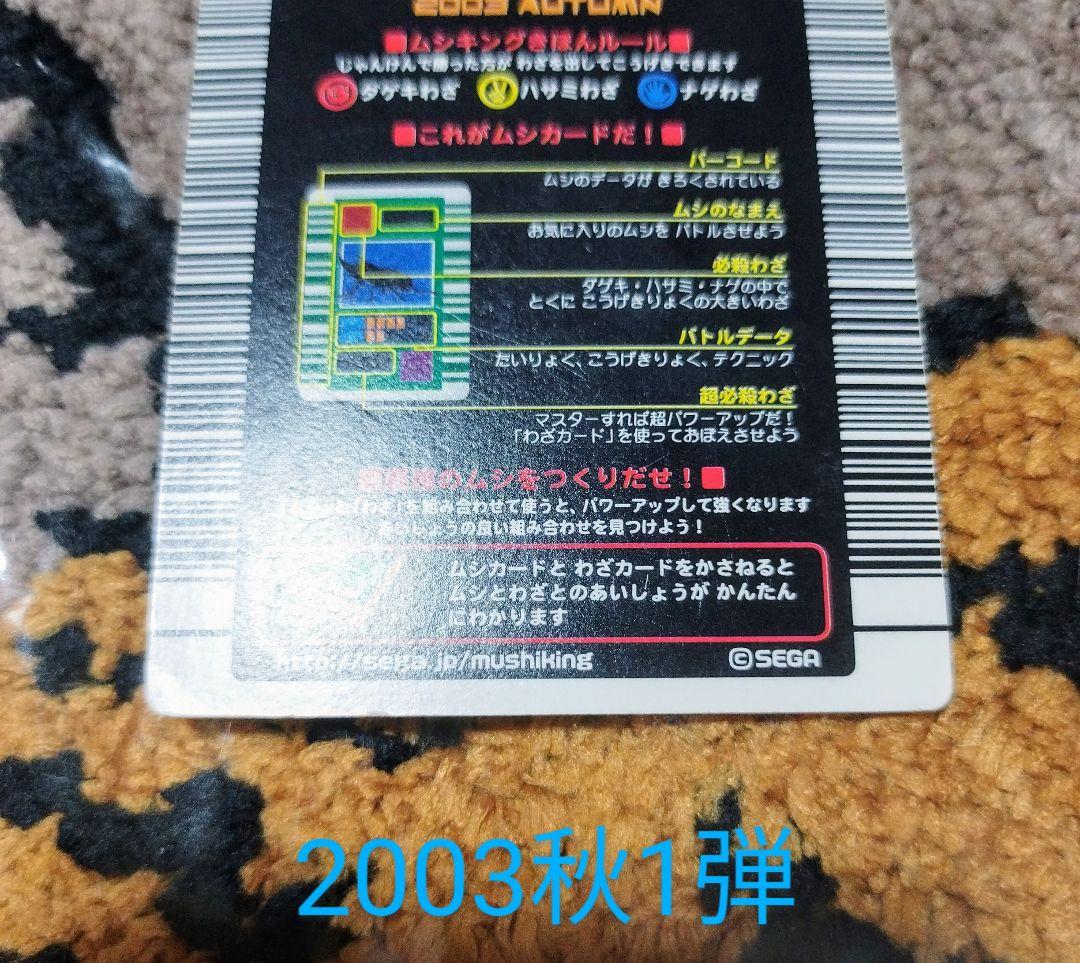 2003 AUTUMN
■ムシキングきほんルール■
じゃんけんで勝った方が わざを出してこうげきできます
ダゲキわざ ハサミわざ ナゲわざ
■これがムシカードだ！■
バーコード
ムシのデータが きろくされている
ムシのなまえ
お気に入りのムシを バトルさせよう
必殺わざ
ダゲキ・ハサミ・ナゲの中で
とくに こうげきりょくの大きいわざ
バトルデータ
たいりょく、こうげきりょく、テクニック
超必殺わざ
マスターすれば超パワーアップだ！
「わざカード」を使っておぼえさせよう
のムシをつくりだせ！■
を組み合わせて使うと、パワーアップして強くなります
の良い組み合わせを見つけよう！
ムシカードと わざカードをかさねると
ムシとわざとのあいしょうが かんたん
にわかります
http://sega.jp/mushiking
©SEGA
2003秋1弾